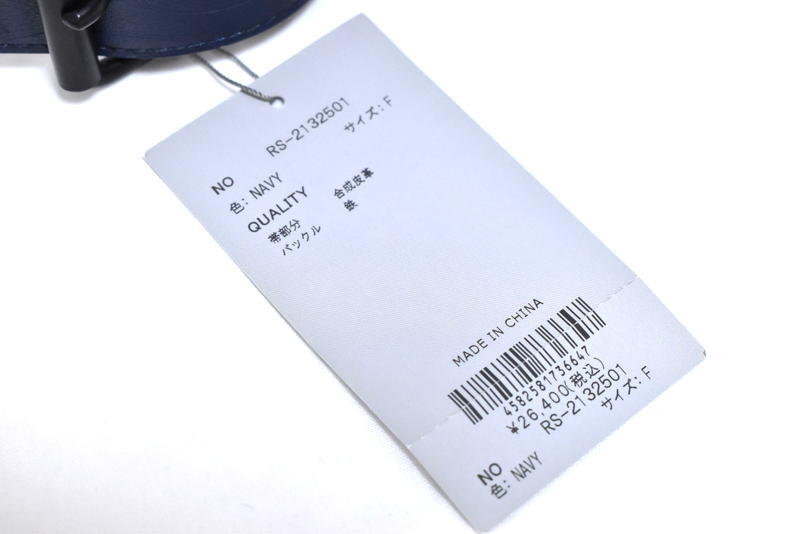 NO RS-2132501
色: NAVY サイズ: F
QUALITY
帯部分 合成皮革
バックル 鉄
MADE IN CHINA
4582581736647
¥26,400(税込)
NO RS-2132501
色: NAVY サイズ: F